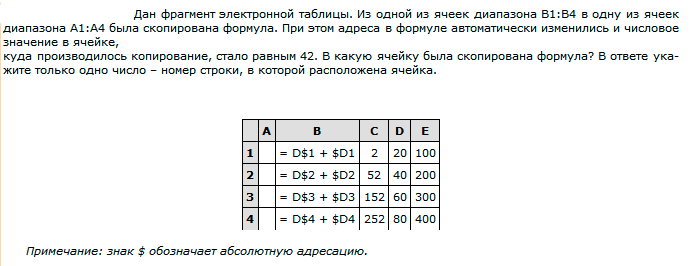 Дан фрагмент электронной таблицы. Из одной из ячеек диапазона B1:B4 в одну из ячеек
диапазона A1:A4 была скопирована формула. При этом адреса в формуле автоматически изменились и числовое
значение в ячейке,
куда производилось копирование, стало равным 42. В какую ячейку была скопирована формула? В ответе ука-
жите только одно число – номер строки, в которой расположена ячейка.
A B C D E
1 = D$1 + $D1 2 20 100
2 = D$2 + $D2 52 40 200
3 = D$3 + $D3 152 60 300
4 = D$4 + $D4 252 80 400
Примечание: знак $ обозначает абсолютную адресацию.